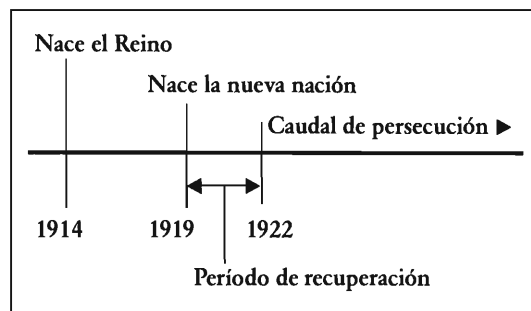 Nace el Reino
Nace la nueva nación
Caudal de persecución ▶
1914 1919 1922
Período de recuperación